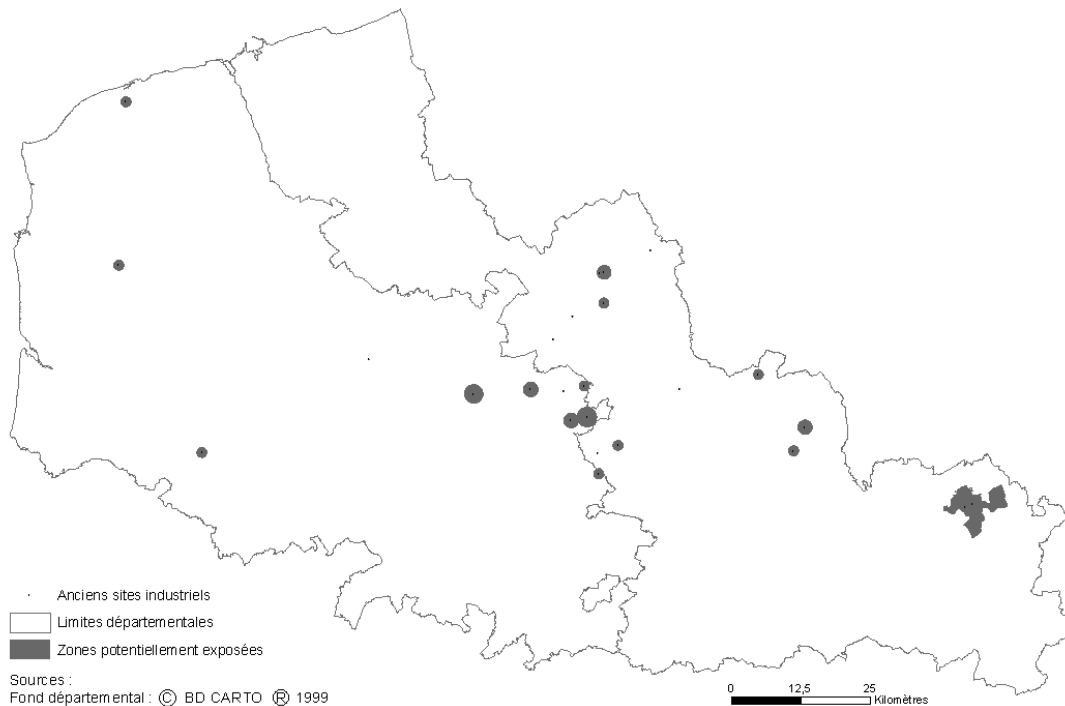 Anciens sites industriels
Limites départementales
Zones potentiellement exposées
Sources :
Fond départemental : © BD CARTO ® 1999
0 12,5 25
Kilomètres